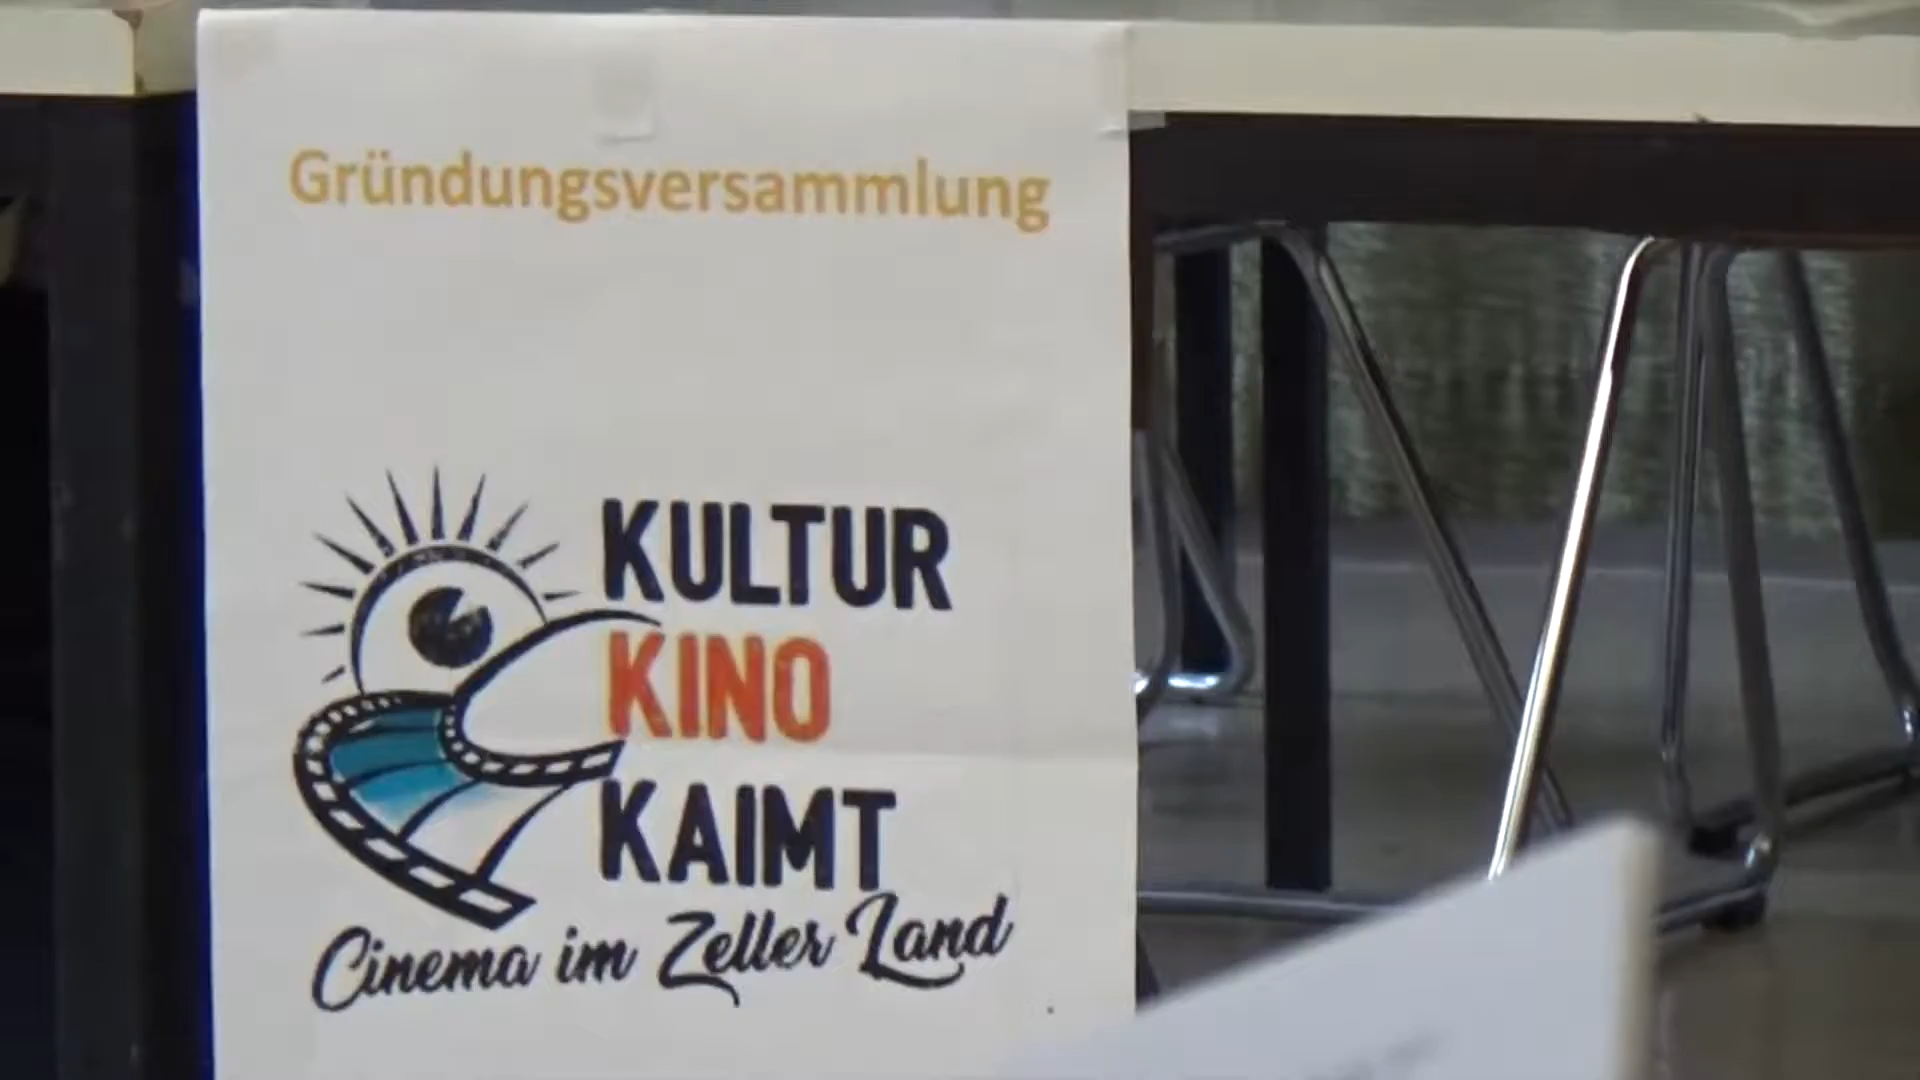 Gründungsversammlung
KULTUR
KINO
KAIMT
Cinema im Zeller Land